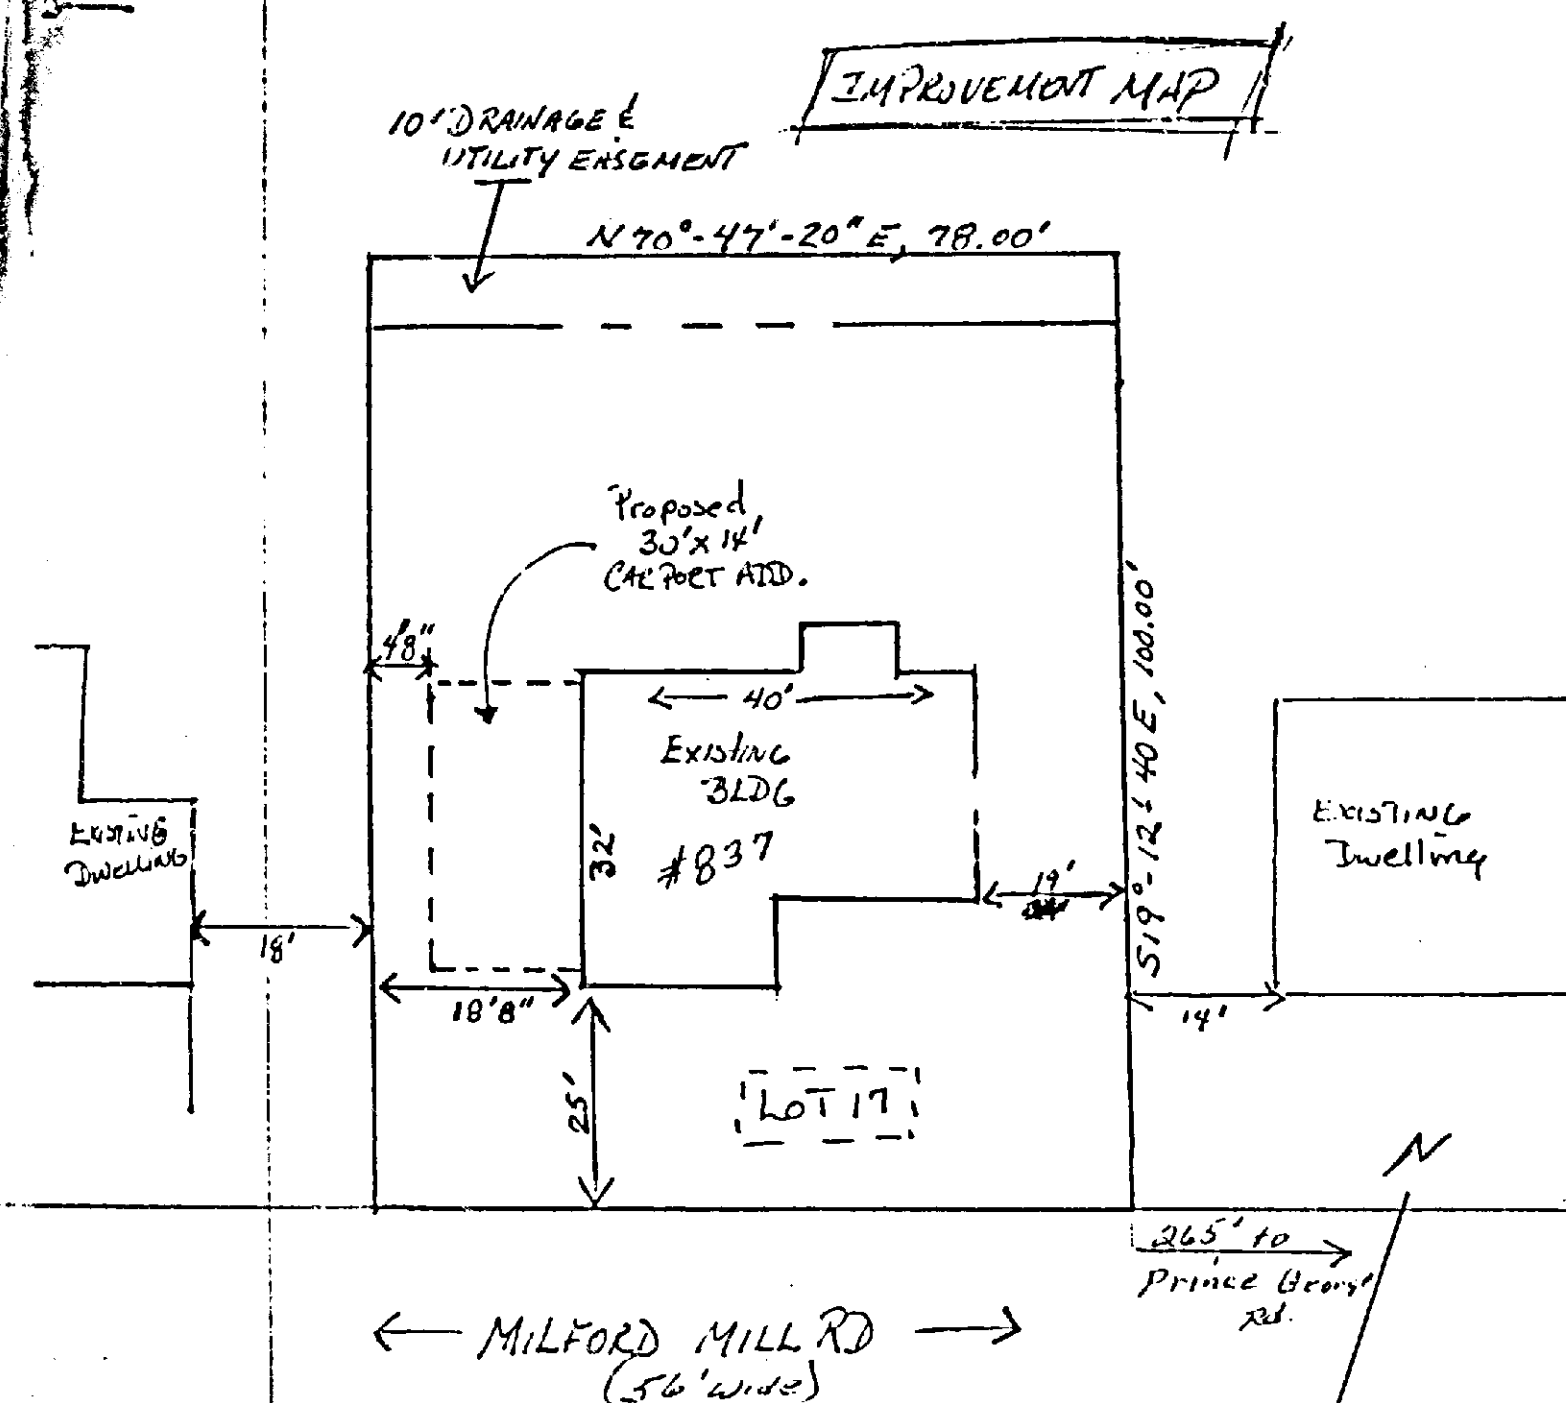 IMPROVEMENT MAP
10' DRAINAGE &
UTILITY EASEMENT
N 70°-47'-20" E, 78.00'
Proposed
30' x 14'
CARPORT ADD.
4'8"
40'
EXISTING
BLDG
#837
32'
S19°-12'-40 E, 100.00'
EXISTING
Dwelling
EXISTING
Dwelling
19'
18'
18'8"
14'
25'
LOT 17
N
265' to
Prince George
Rd.
MILFORD MILL RD
(56' wide)